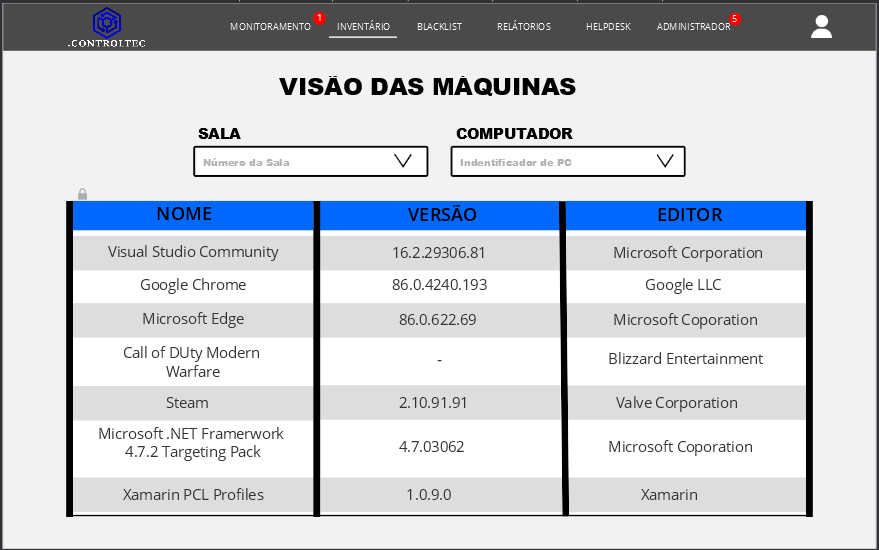 .CONTROLTEC
MONITORAMENTO 1 INVENTÁRIO BLACKLIST RELÁTORIOS HELPDESK ADMINISTRADOR 5
VISÃO DAS MÁQUINAS
SALA COMPUTADOR
Número da Sala Indentificador de PC
NOME VERSÃO EDITOR
Visual Studio Community 16.2.29306.81 Microsoft Corporation
Google Chrome 86.0.4240.193 Google LLC
Microsoft Edge 86.0.622.69 Microsoft Coporation
Call of DUty Modern
Warfare - Blizzard Entertainment
Steam 2.10.91.91 Valve Corporation
Microsoft .NET Framerwork
4.7.2 Targeting Pack 4.7.03062 Microsoft Coporation
Xamarin PCL Profiles 1.0.9.0 Xamarin